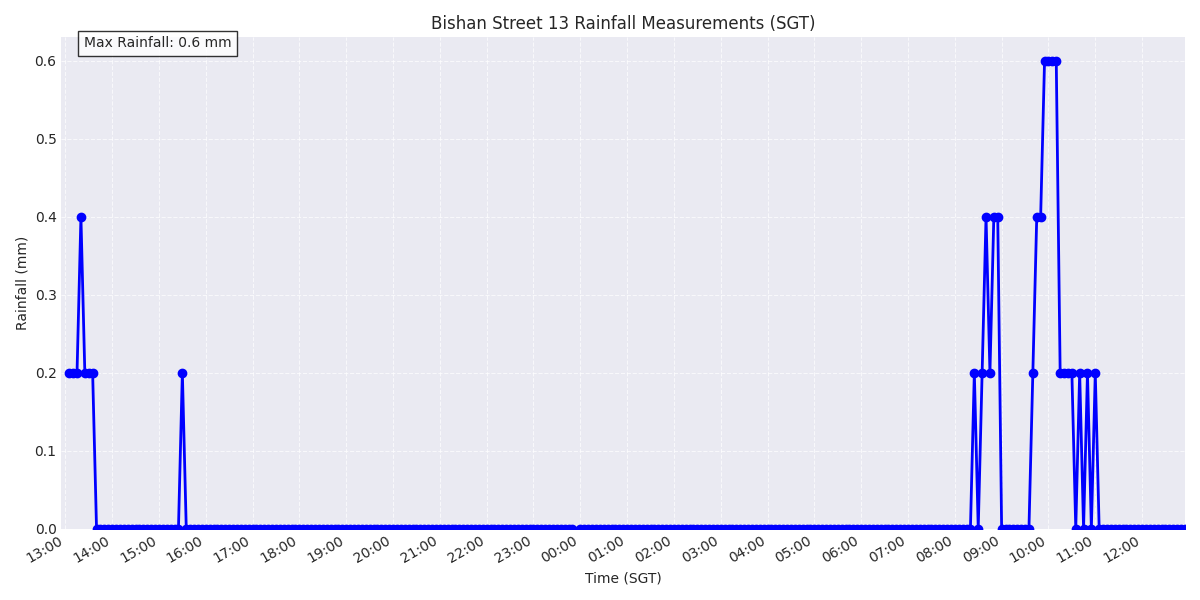 Bishan Street 13 Rainfall Measurements (SGT)
Max Rainfall: 0.6 mm
0.6
0.5
0.4
0.3
0.2
0.1
0.0
Rainfall (mm)
13:00 14:00 15:00 16:00 17:00 18:00 19:00 20:00 21:00 22:00 23:00 00:00 01:00 02:00 03:00 04:00 05:00 06:00 07:00 08:00 09:00 10:00 11:00 12:00
Time (SGT)